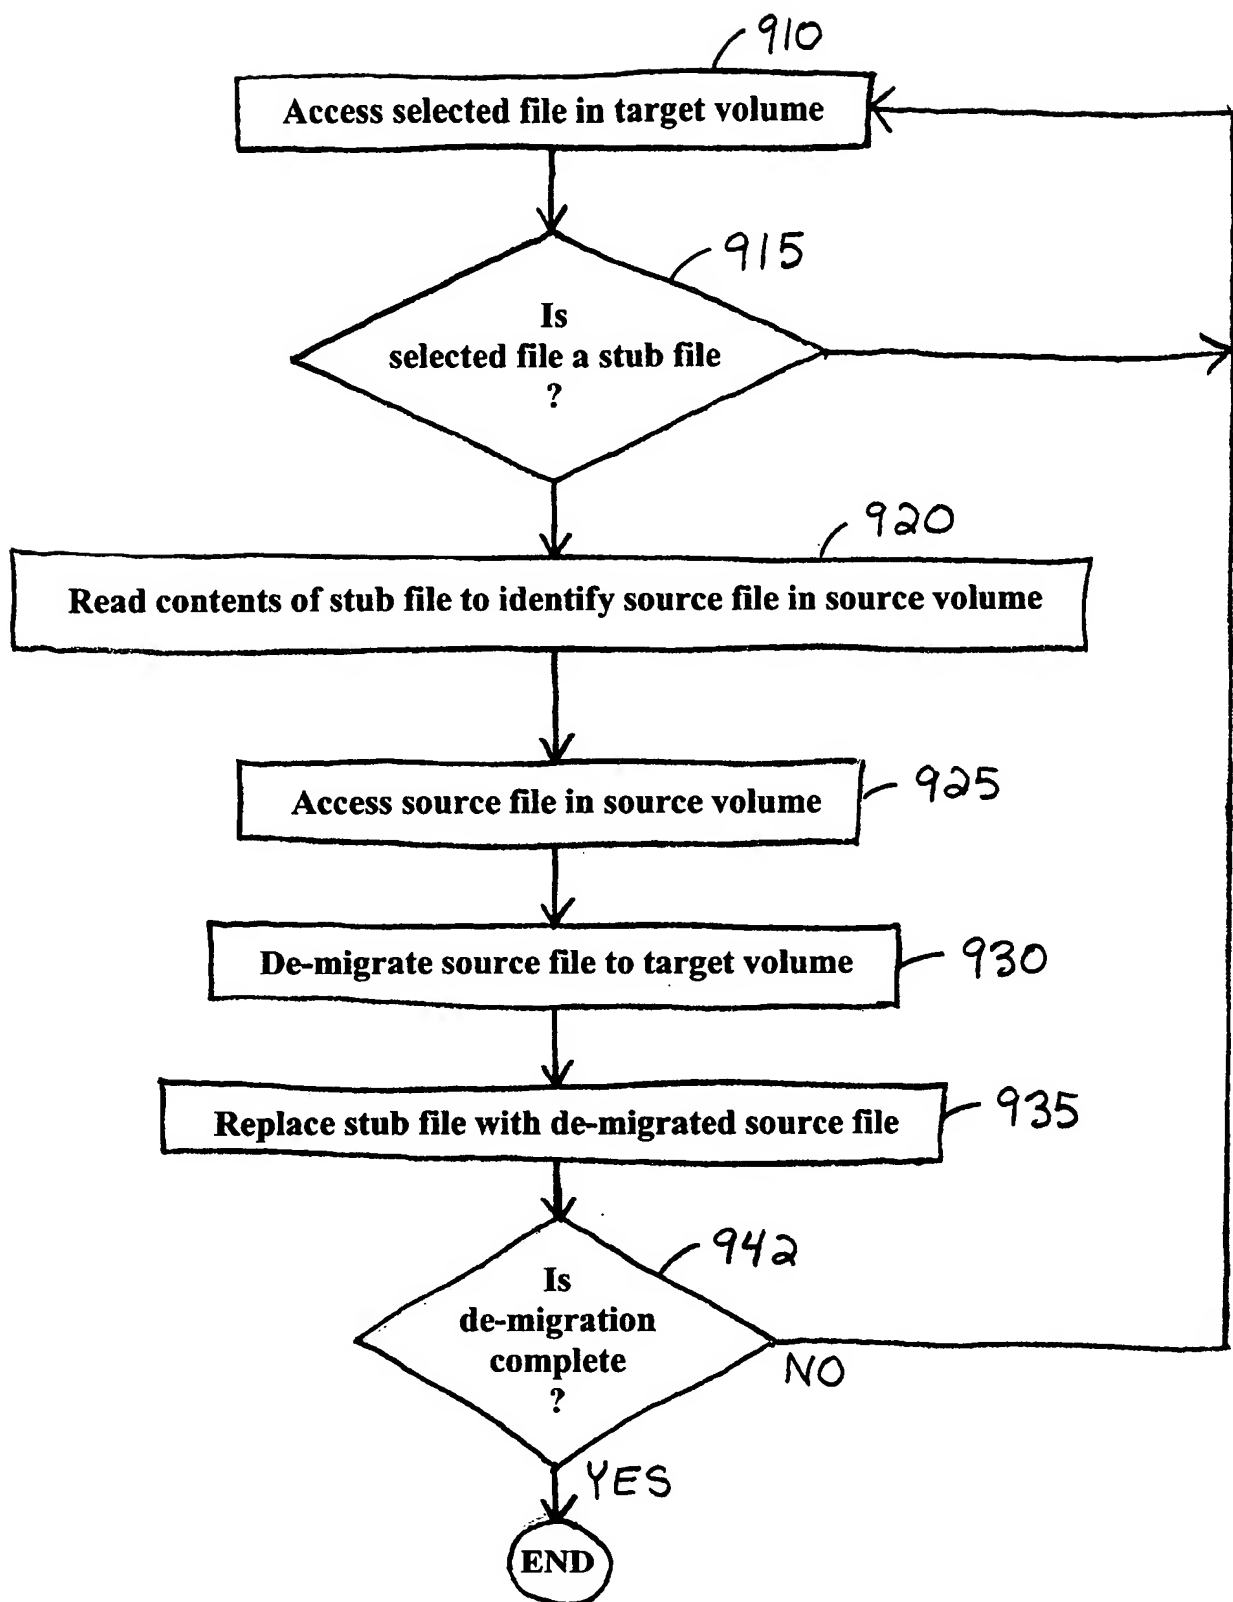 910
Access selected file in target volume
915
Is
selected file a stub file
?
920
Read contents of stub file to identify source file in source volume
Access source file in source volume
925
De-migrate source file to target volume
930
Replace stub file with de-migrated source file
935
942
Is
de-migration
complete
?
NO
YES
END